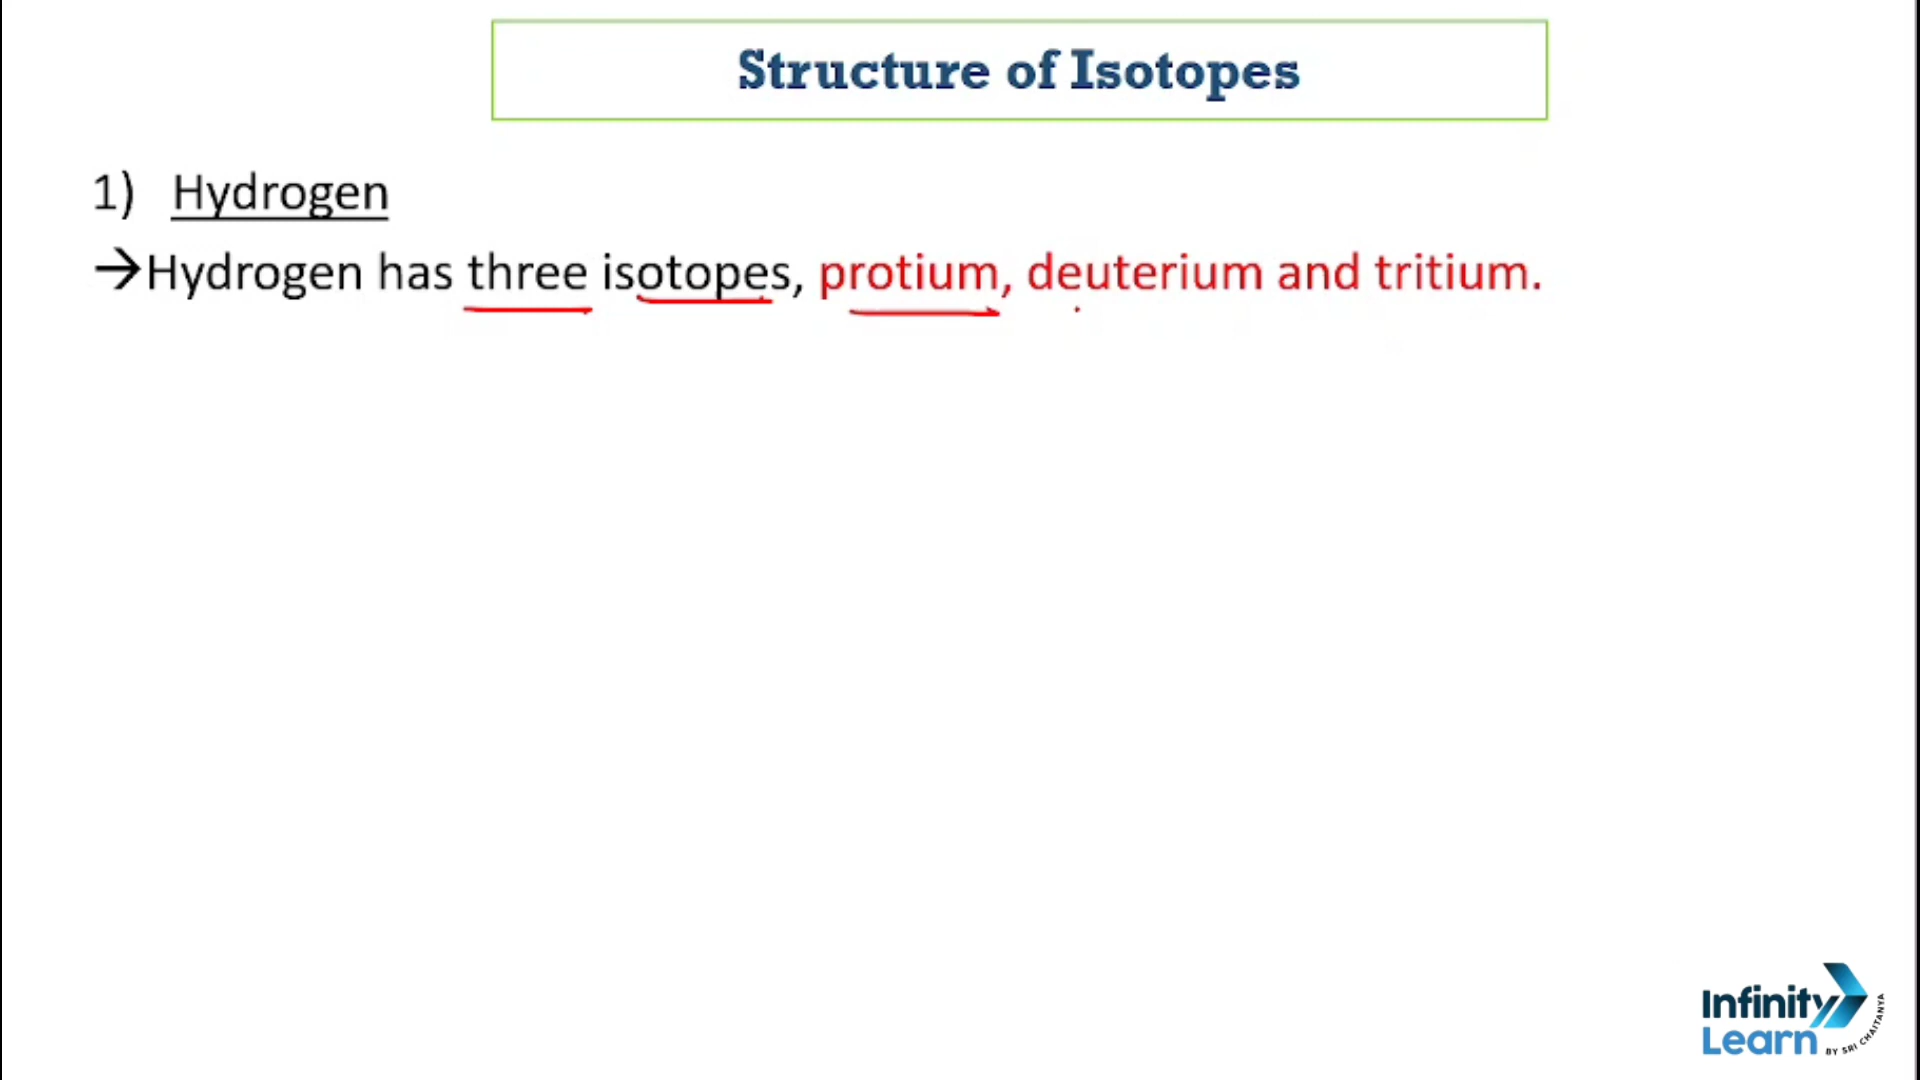 Structure of Isotopes
1) Hydrogen
→Hydrogen has three isotopes, protium, deuterium and tritium.
Infinity
Learn BY SRI CHAITANYA